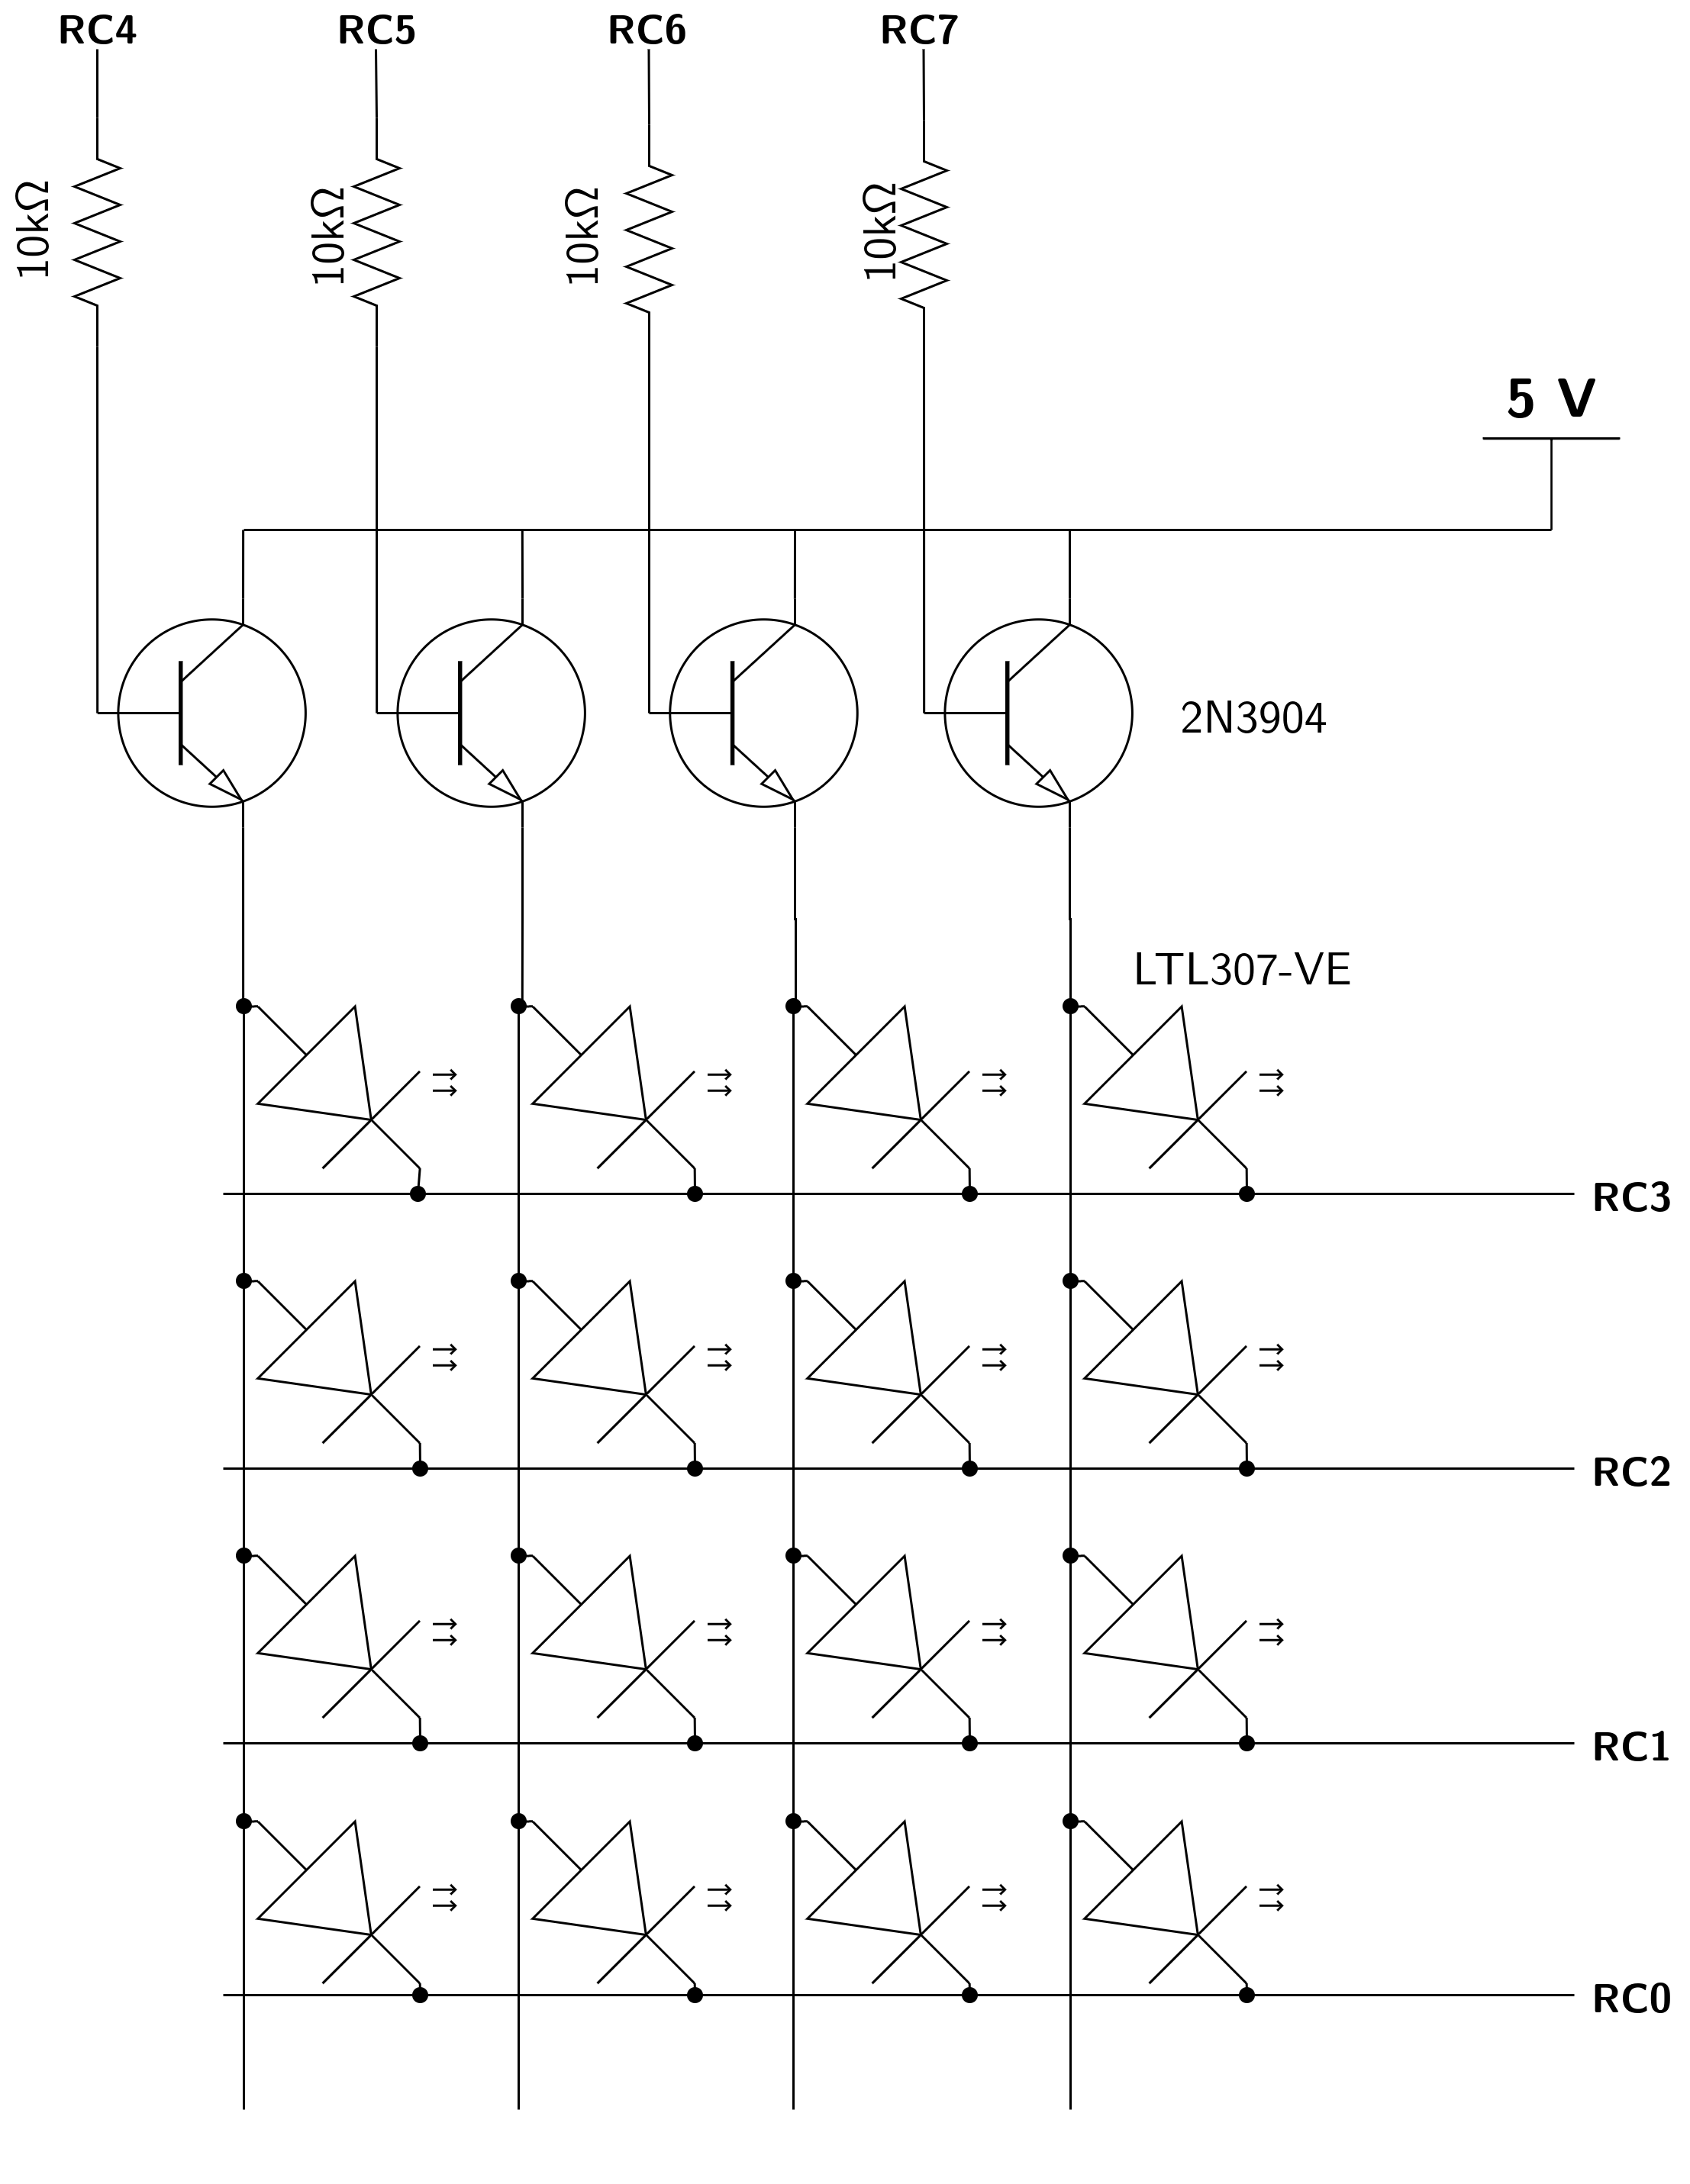 RC4 RC5 RC6 RC7
10kΩ 10kΩ 10kΩ 10kΩ
5 V
2N3904
LTL307-VE
RC3
RC2
RC1
RC0